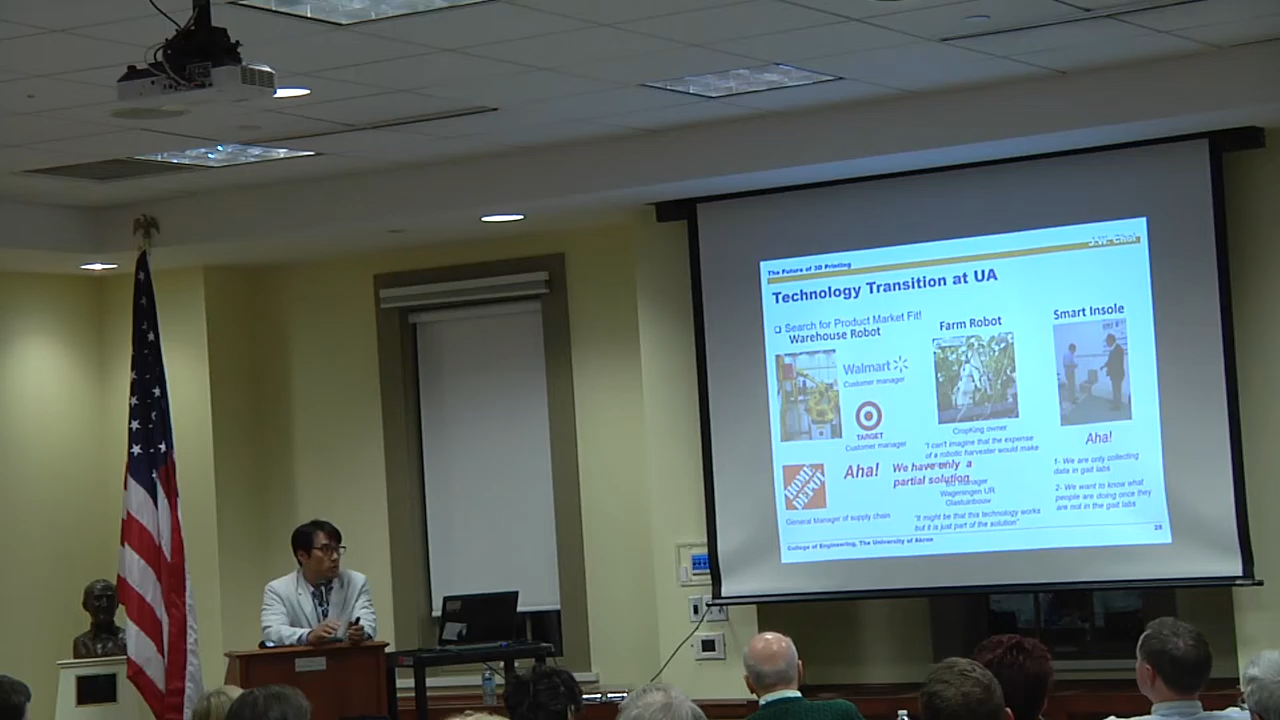 The Future of 3D Printing
J.W. Choi
Technology Transition at UA
Search for Product Market Fit!
Warehouse Robot
Farm Robot
Smart Insole
Walmart
Customer manager
TARGET
Customer manager
CropKing owner
"I can't imagine that the expense
of a robotic harvester would make
Aha!
1- We are only collecting
data in gait labs
2- We want to know what
people are doing once they
are not in the gait labs
THE
HOME
DEPOT
Aha!
We have only a
partial solution
manager
Wageningen UR
Glastuinbouw
General Manager of supply chain
"It might be that this technology works
but it is just part of the solution"
College of Engineering, The University of Akron